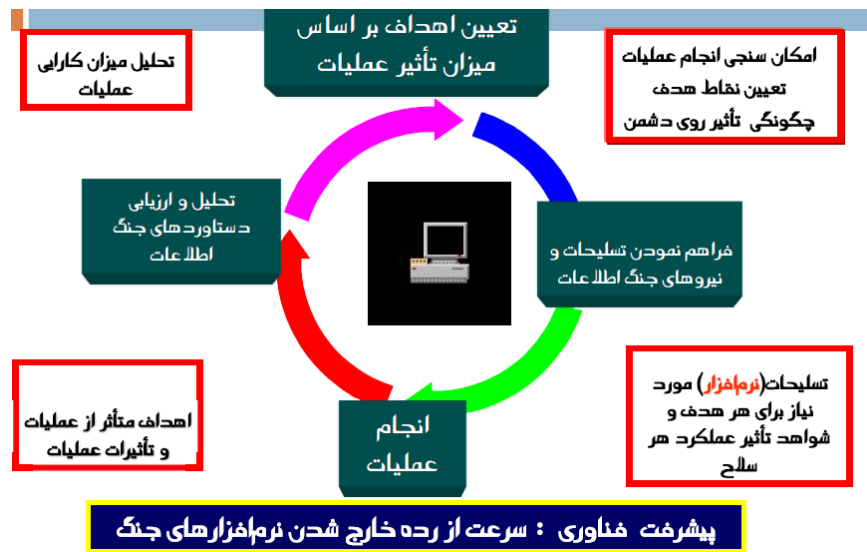 تعیین اهداف بر اساس
میزان تأثیر عملیات
امکان سنجی انجام عملیات
تعیین نقاط هدف
چگونگی تأثیر روی دشمن
تحلیل میزان کارایی
عملیات
فراهم نمودن تسلیحات و
نیروهای جنگ اطلاعات
تحلیل و ارزیابی
دستاوردهای جنگ
اطلاعات
تسلیحات(نرم‌افزار) مورد
نیاز برای هر هدف و
شواهد تأثیر عملکرد هر
سلاح
انجام
عملیات
اهداف متأثر از عملیات
و تأثیرات عملیات
پیشرفت فناوری : سرعت از رده خارج شدن نرم‌افزارهای جنگ